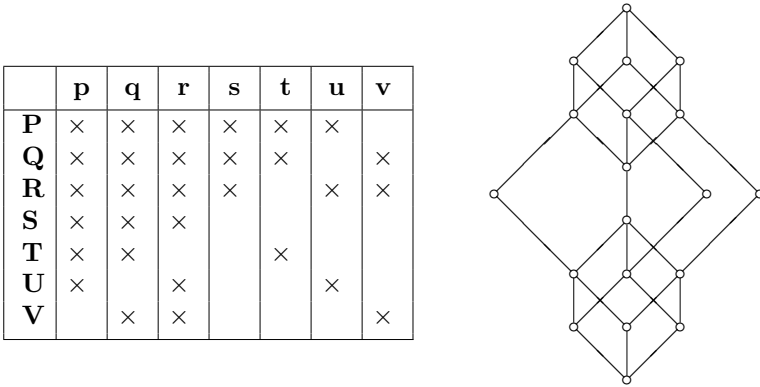 p q r s t u v
P × × × × × ×
Q × × × × × ×
R × × × × × ×
S × × ×
T × × ×
U × × ×
V × × ×